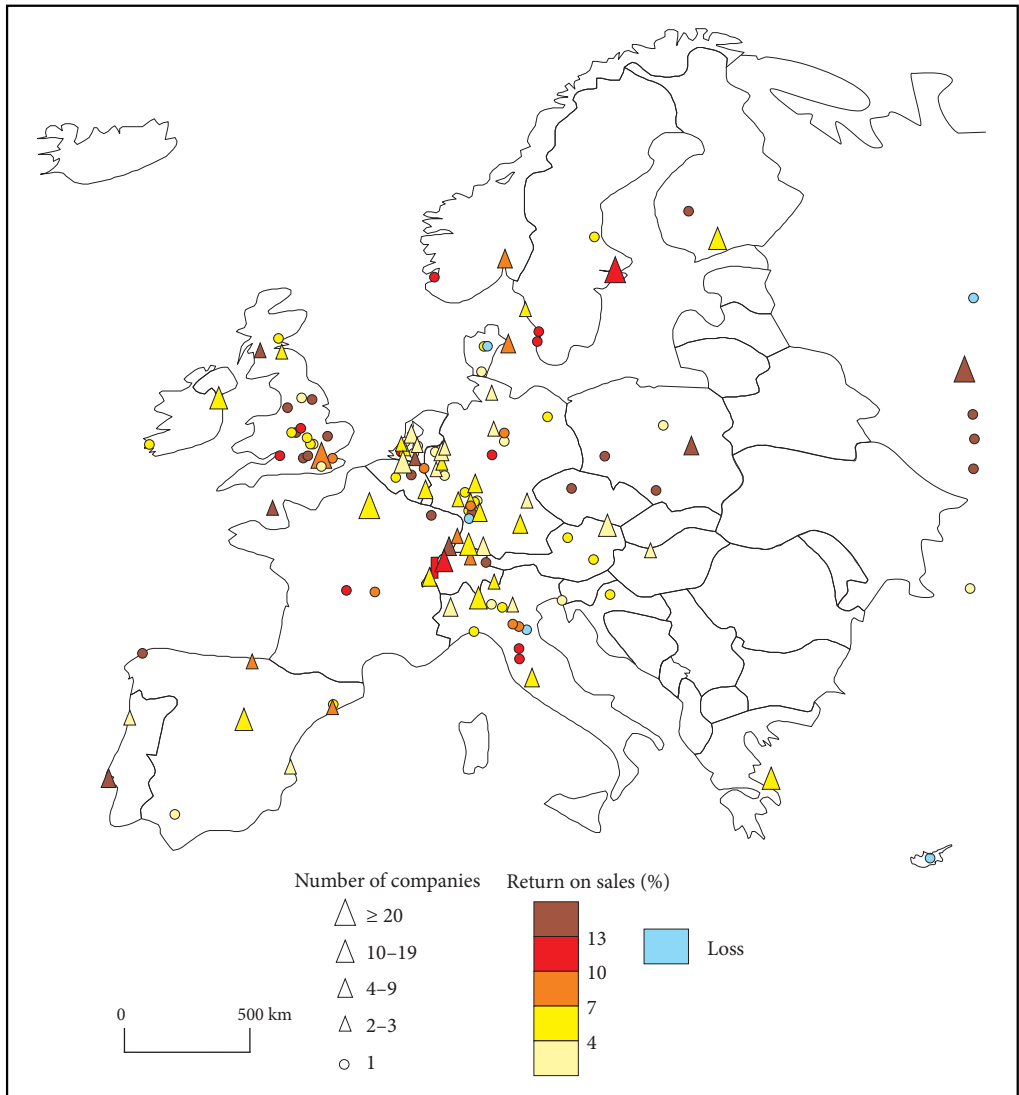 Number of companies
≥ 20
10–19
4–9
2–3
1
Return on sales (%)
13
10
7
4
Loss
0
500 km